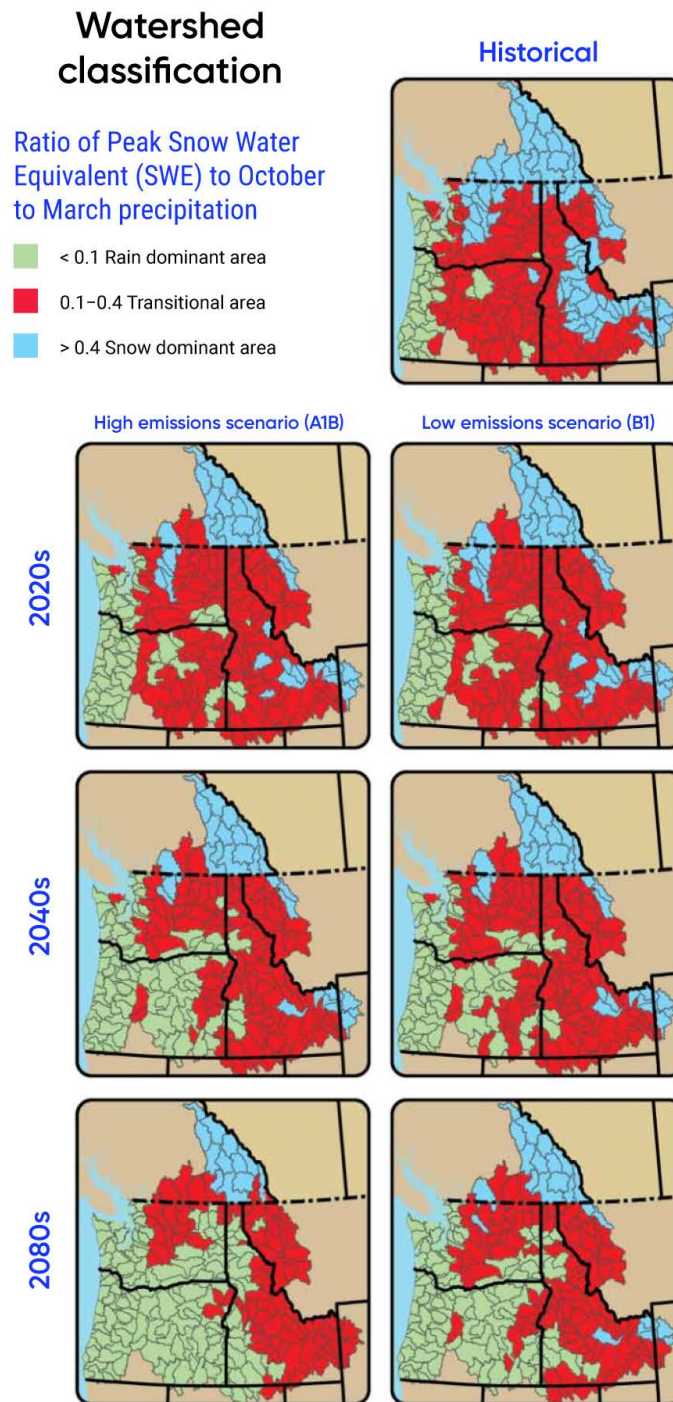 Watershed
classification
Historical
Ratio of Peak Snow Water
Equivalent (SWE) to October
to March precipitation
< 0.1 Rain dominant area
0.1–0.4 Transitional area
> 0.4 Snow dominant area
High emissions scenario (A1B)
Low emissions scenario (B1)
2020s
2040s
2080s